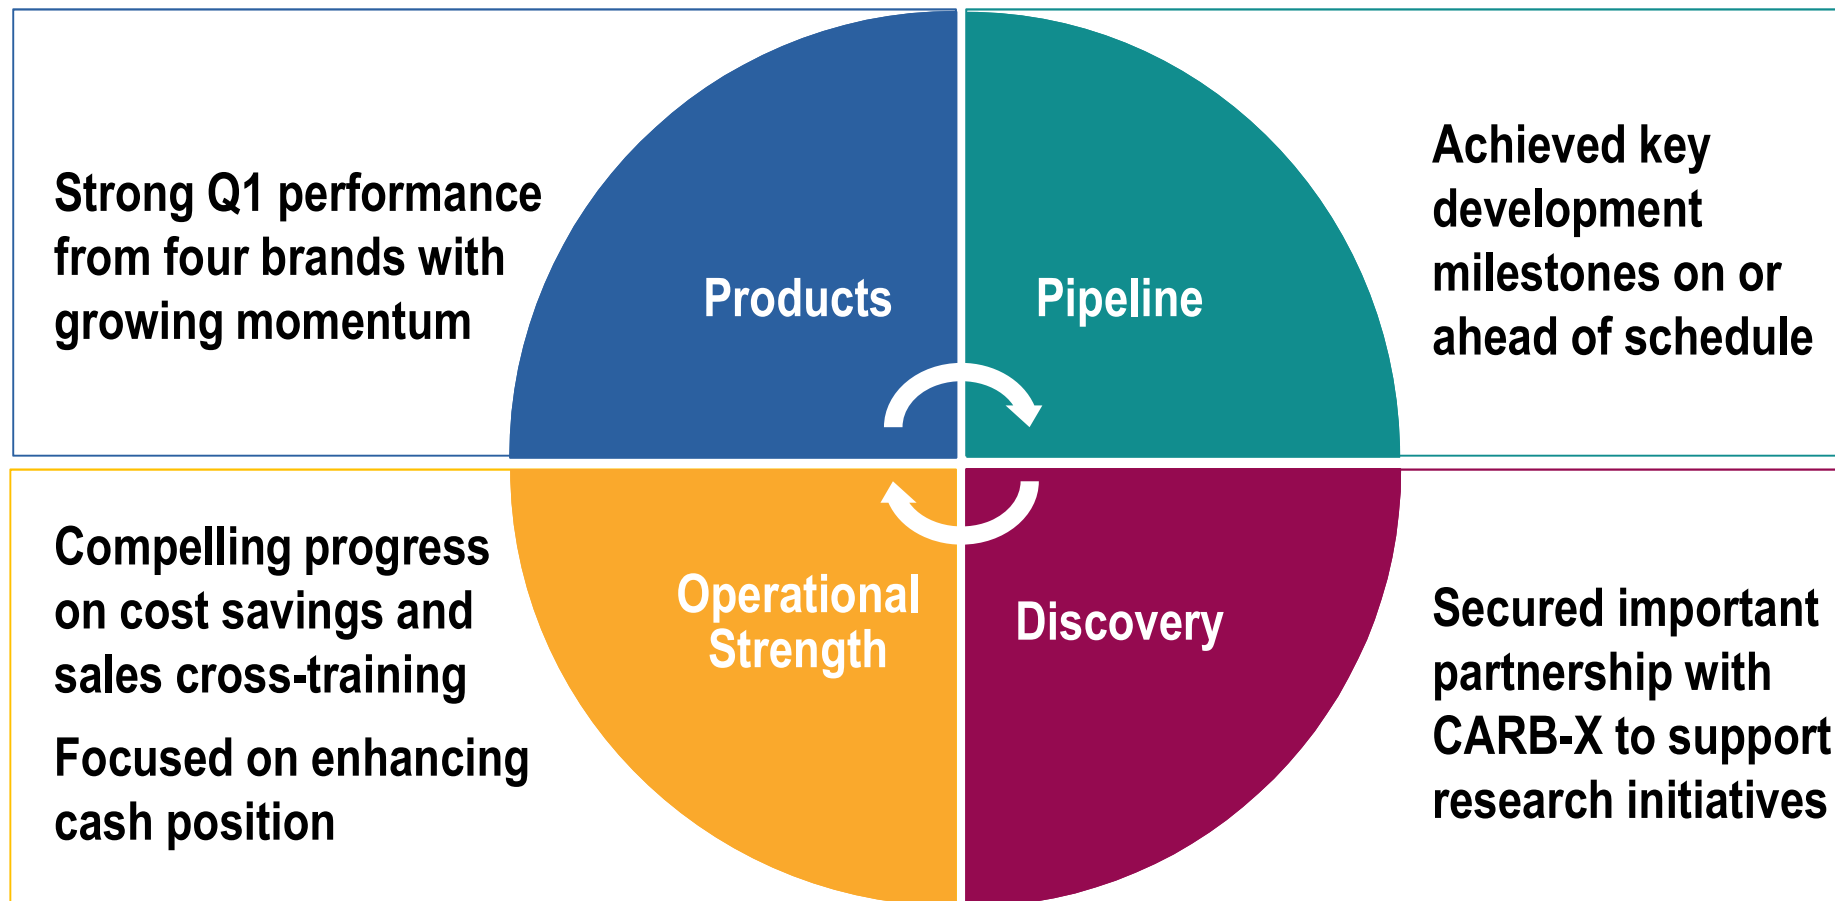 Strong Q1 performance
from four brands with
growing momentum
Products
Pipeline
Achieved key
development
milestones on or
ahead of schedule
Compelling progress
on cost savings and
sales cross-training
Focused on enhancing
cash position
Operational
Strength
Discovery
Secured important
partnership with
CARB-X to support
research initiatives